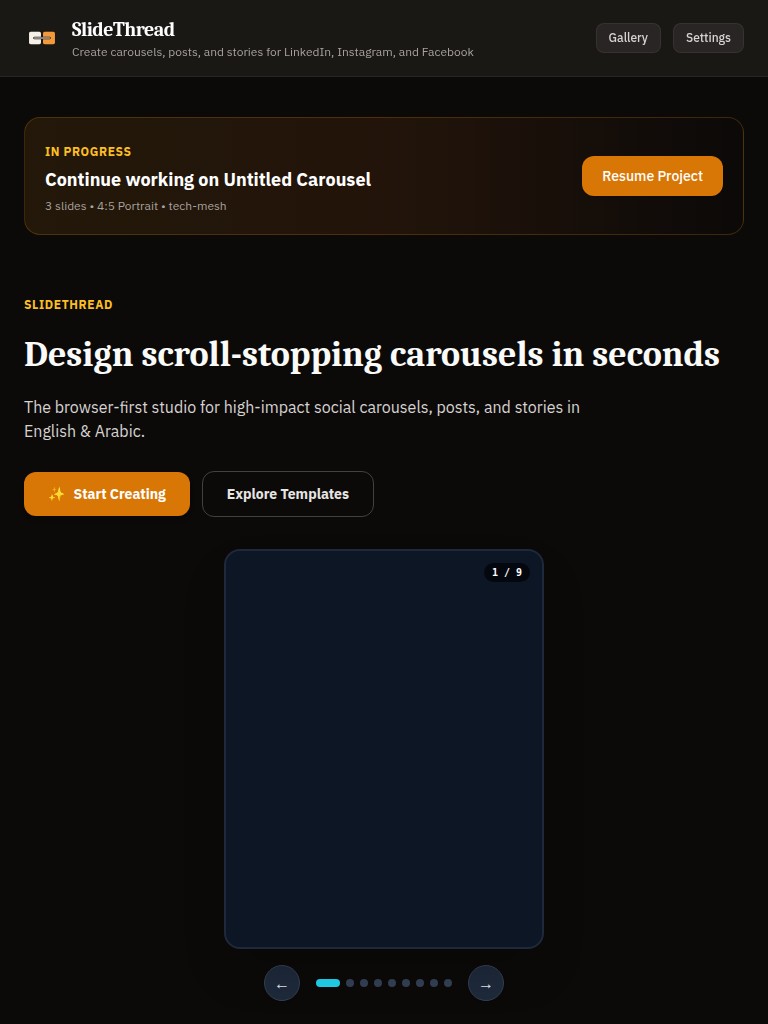 SlideThread
Create carousels, posts, and stories for LinkedIn, Instagram, and Facebook
Gallery
Settings
IN PROGRESS
Continue working on Untitled Carousel
3 slides • 4:5 Portrait • tech-mesh
Resume Project
SLIDETHREAD
Design scroll-stopping carousels in seconds
The browser-first studio for high-impact social carousels, posts, and stories in
English & Arabic.
✨ Start Creating
Explore Templates
1 / 9
← →